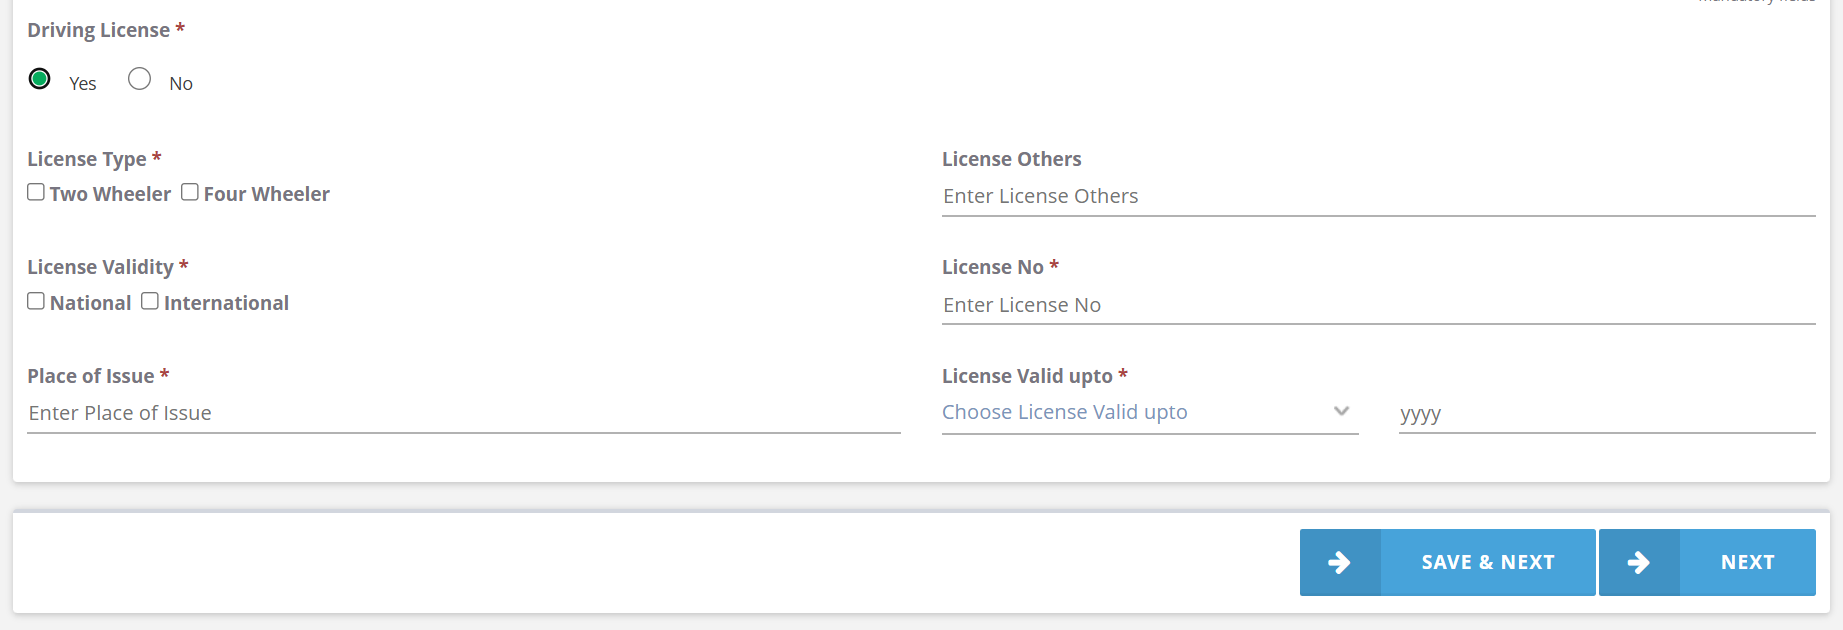 Mandatory fields
Driving License *
Yes No
License Type *
Two Wheeler Four Wheeler
License Others
Enter License Others
License Validity *
National International
License No *
Enter License No
Place of Issue *
Enter Place of Issue
License Valid upto *
Choose License Valid upto
yyyy
SAVE & NEXT
NEXT